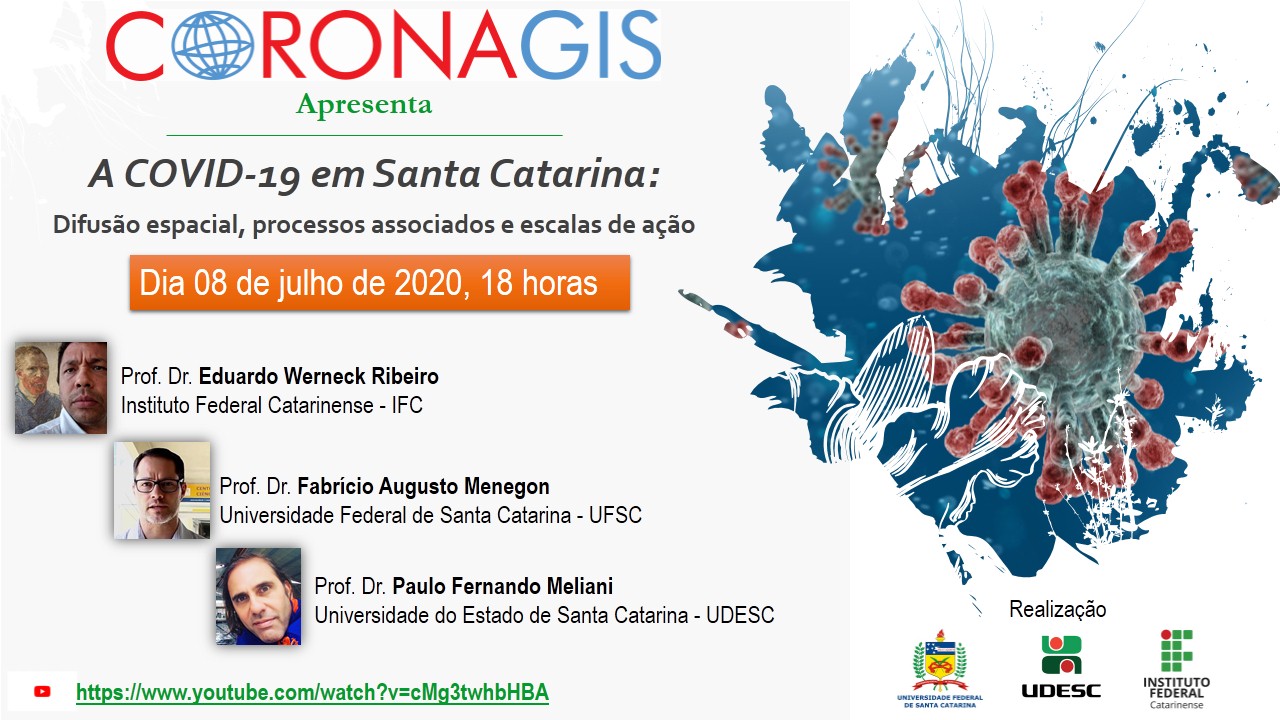 CORONAGIS
Apresenta
A COVID-19 em Santa Catarina:
Difusão espacial, processos associados e escalas de ação
Dia 08 de julho de 2020, 18 horas
Prof. Dr. Eduardo Werneck Ribeiro
Instituto Federal Catarinense - IFC
Prof. Dr. Fabrício Augusto Menegon
Universidade Federal de Santa Catarina - UFSC
Prof. Dr. Paulo Fernando Meliani
Universidade do Estado de Santa Catarina - UDESC
https://www.youtube.com/watch?v=cMg3twhbHBA
Realização
UNIVERSIDADE FEDERAL
DE SANTA CATARINA
UDESC
INSTITUTO
FEDERAL
Catarinense